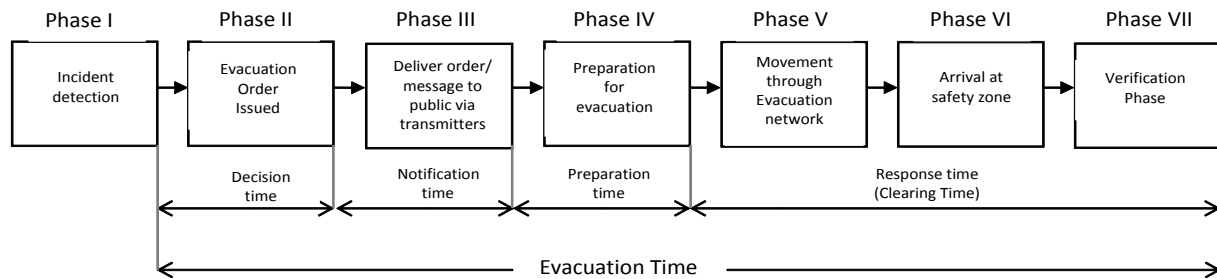 Phase I
Phase II
Phase III
Phase IV
Phase V
Phase VI
Phase VII
Incident
detection
Evacuation
Order
Issued
Deliver order/
message to
public via
transmitters
Preparation
for
evacuation
Movement
through
Evacuation
network
Arrival at
safety zone
Verification
Phase
Decision
time
Notification
time
Preparation
time
Response time
(Clearing Time)
Evacuation Time